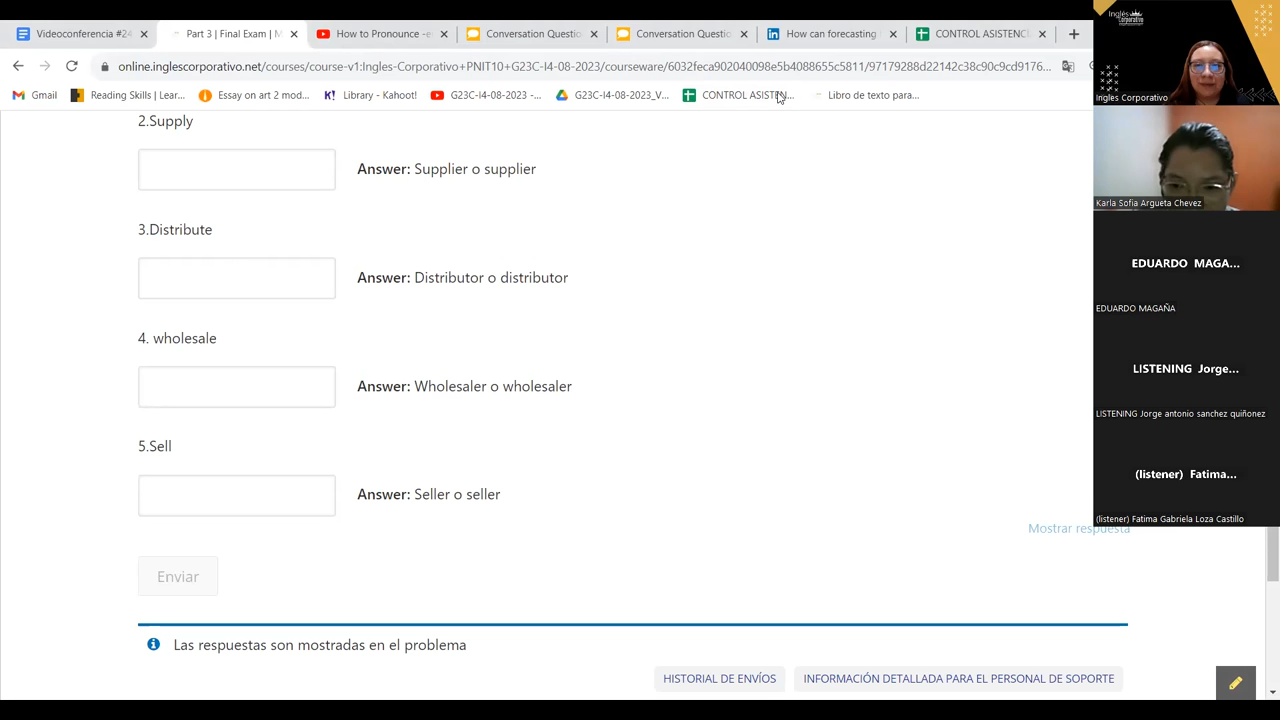 Videoconferencia #24
Part 3 | Final Exam | M
How to Pronounce -e
Conversation Questio
Conversation Questio
How can forecasting
CONTROL ASISTENCI
online.inglescorporativo.net/courses/course-v1:Ingles-Corporativo+PNIT10+G23C-I4-08-2023/courseware/6032feca902040098e5b4088655c5811/97179288d22142c38c90c9cd9176...
Gmail
Reading Skills | Lear...
Essay on art 2 mod...
Library - Kano...
G23C-I4-08-2023 -...
G23C-I4-08-2023_V...
CONTROL ASISTEN...
Libro de texto para...
2.Supply
Answer: Supplier o supplier
3.Distribute
Answer: Distributor o distributor
4. wholesale
Answer: Wholesaler o wholesaler
5.Sell
Answer: Seller o seller
Mostrar respuesta
Enviar
Las respuestas son mostradas en el problema
HISTORIAL DE ENVÍOS
INFORMACIÓN DETALLADA PARA EL PERSONAL DE SOPORTE
Inglés
Corporativo
Ingles Corporativo
Karla Sofia Argueta Chevez
EDUARDO MAGA...
EDUARDO MAGAÑA
LISTENING Jorge...
LISTENING Jorge antonio sanchez quiñonez
(listener) Fatima...
(listener) Fatima Gabriela Loza Castillo